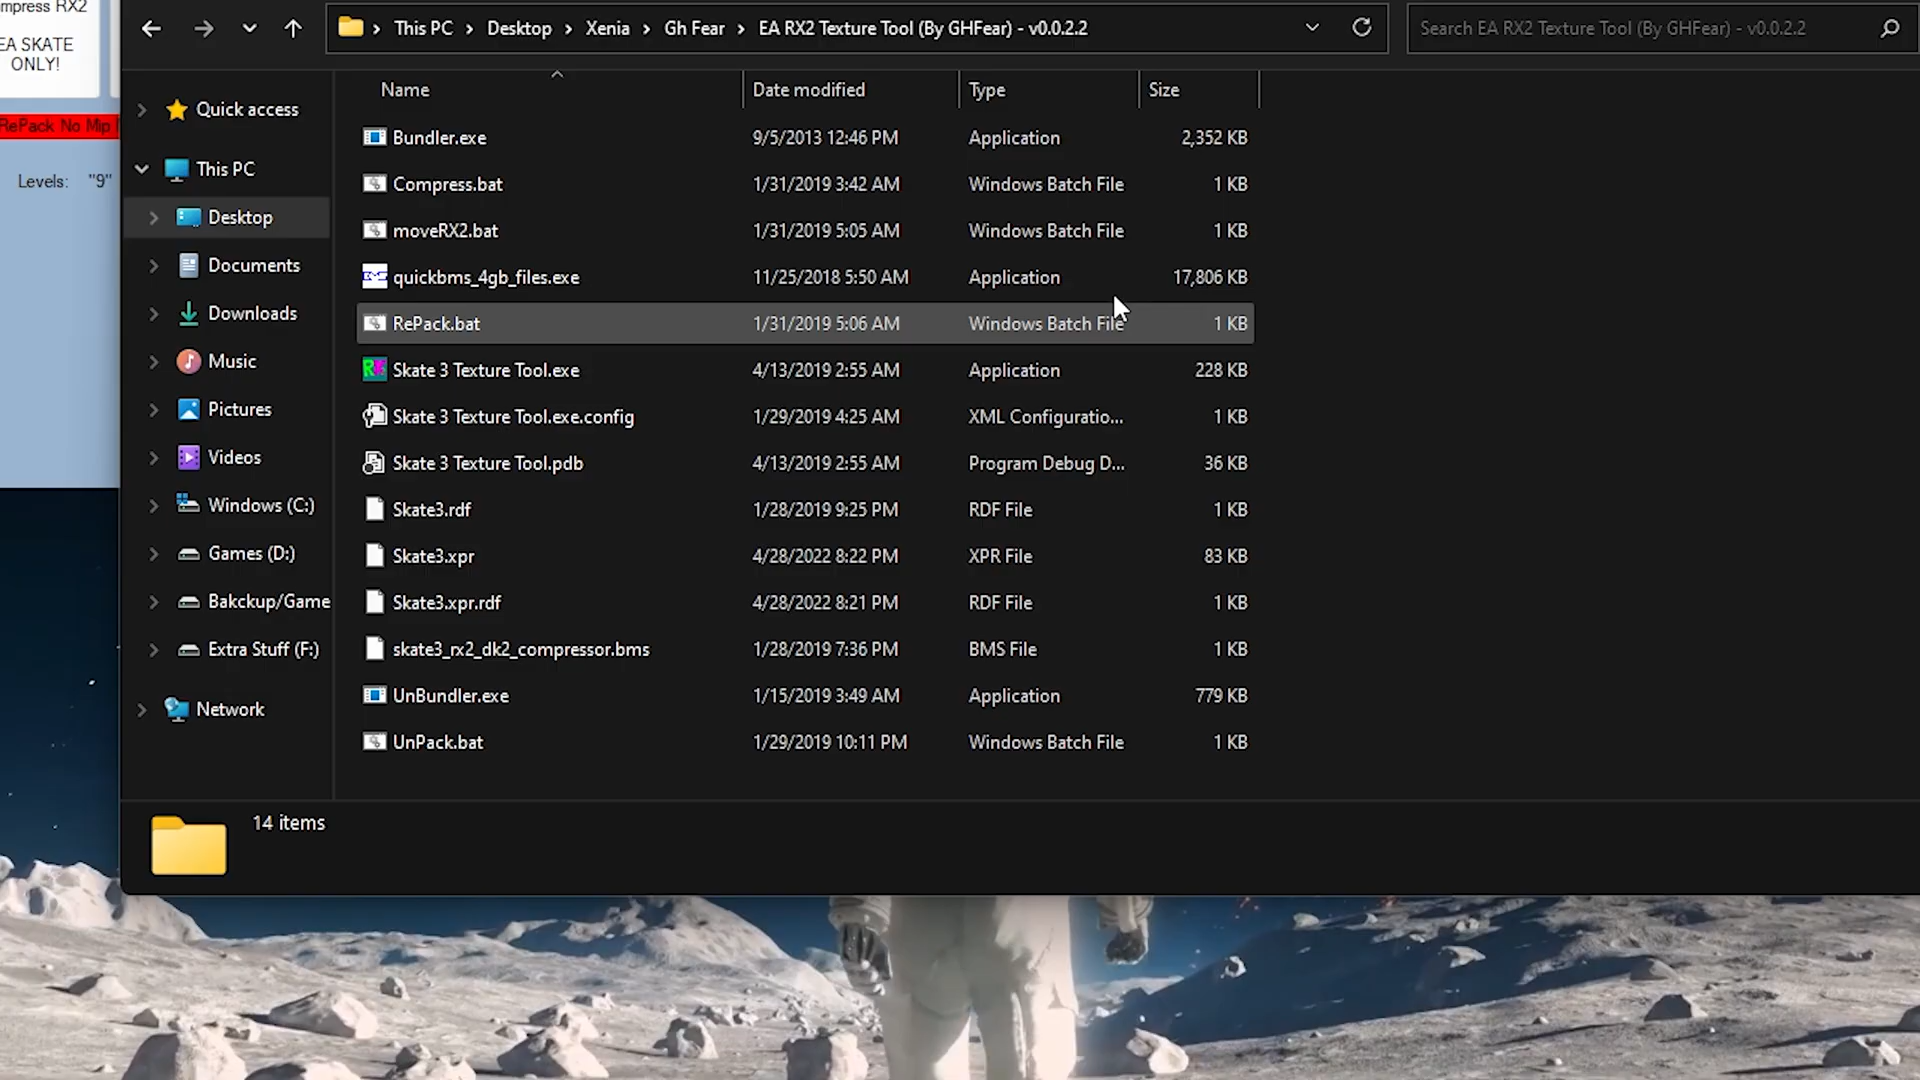 mpress RX2
EA SKATE
ONLY!
RePack No Mip
Levels: "9"
This PC > Desktop > Xenia > Gh Fear > EA RX2 Texture Tool (By GHFear) - v0.0.2.2
Search EA RX2 Texture Tool (By GHFear) - v0.0.2.2
Quick access
This PC
Desktop
Documents
Downloads
Music
Pictures
Videos
Windows (C:)
Games (D:)
Bakckup/Game
Extra Stuff (F:)
Network
Name Date modified Type Size
Bundler.exe 9/5/2013 12:46 PM Application 2,352 KB
Compress.bat 1/31/2019 3:42 AM Windows Batch File 1 KB
moveRX2.bat 1/31/2019 5:05 AM Windows Batch File 1 KB
quickbms_4gb_files.exe 11/25/2018 5:50 AM Application 17,806 KB
RePack.bat 1/31/2019 5:06 AM Windows Batch File 1 KB
Skate 3 Texture Tool.exe 4/13/2019 2:55 AM Application 228 KB
Skate 3 Texture Tool.exe.config 1/29/2019 4:25 AM XML Configuratio... 1 KB
Skate 3 Texture Tool.pdb 4/13/2019 2:55 AM Program Debug D... 36 KB
Skate3.rdf 1/28/2019 9:25 PM RDF File 1 KB
Skate3.xpr 4/28/2022 8:22 PM XPR File 83 KB
Skate3.xpr.rdf 4/28/2022 8:21 PM RDF File 1 KB
skate3_rx2_dk2_compressor.bms 1/28/2019 7:36 PM BMS File 1 KB
UnBundler.exe 1/15/2019 3:49 AM Application 779 KB
UnPack.bat 1/29/2019 10:11 PM Windows Batch File 1 KB
14 items